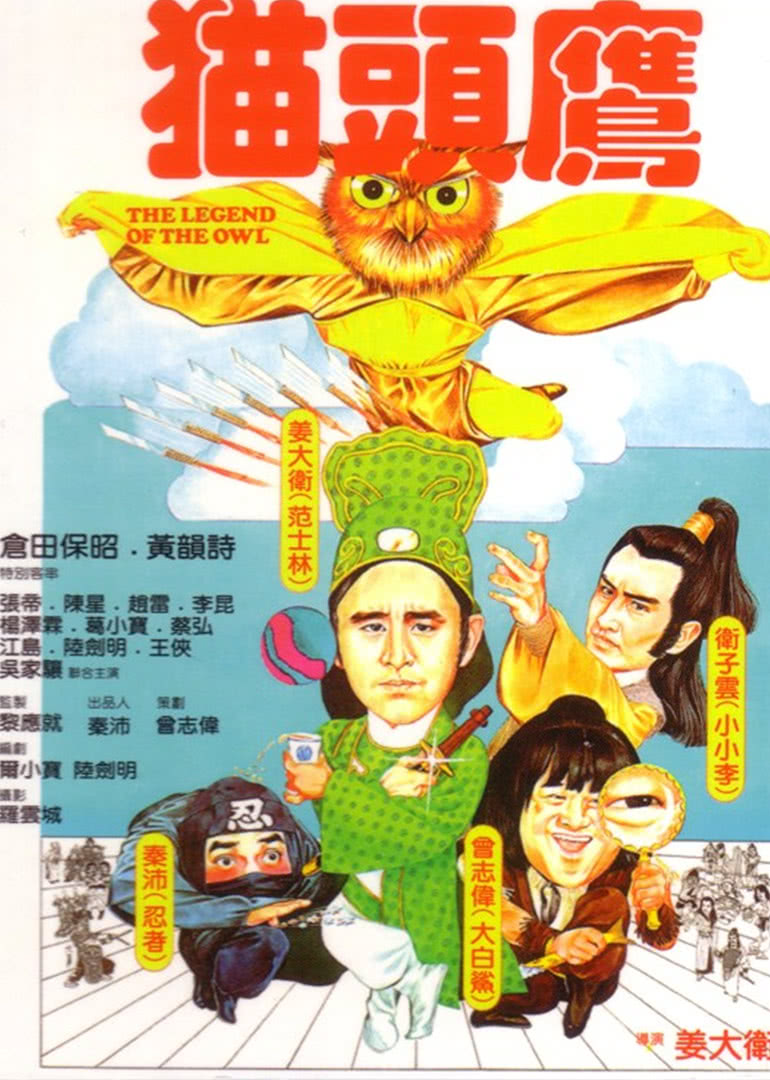 猫頭鷹
THE LEGEND
OF THE OWL
姜大衛(范士林)
倉田保昭．黃韻詩
特別客串
張帝．陳星．趙雷．李昆
楊澤霖．葛小寶．蔡弘
江島．陸劍明．王俠
吳家驤 聯合主演
監製 出品人 策劃
黎應就 秦沛 曾志偉
編劇
爾小寶 陸劍明
攝影
羅雲城
衛子雲(小小李)
忍
秦沛(忍者)
曾志偉(大白鯊)
導演 姜大衛